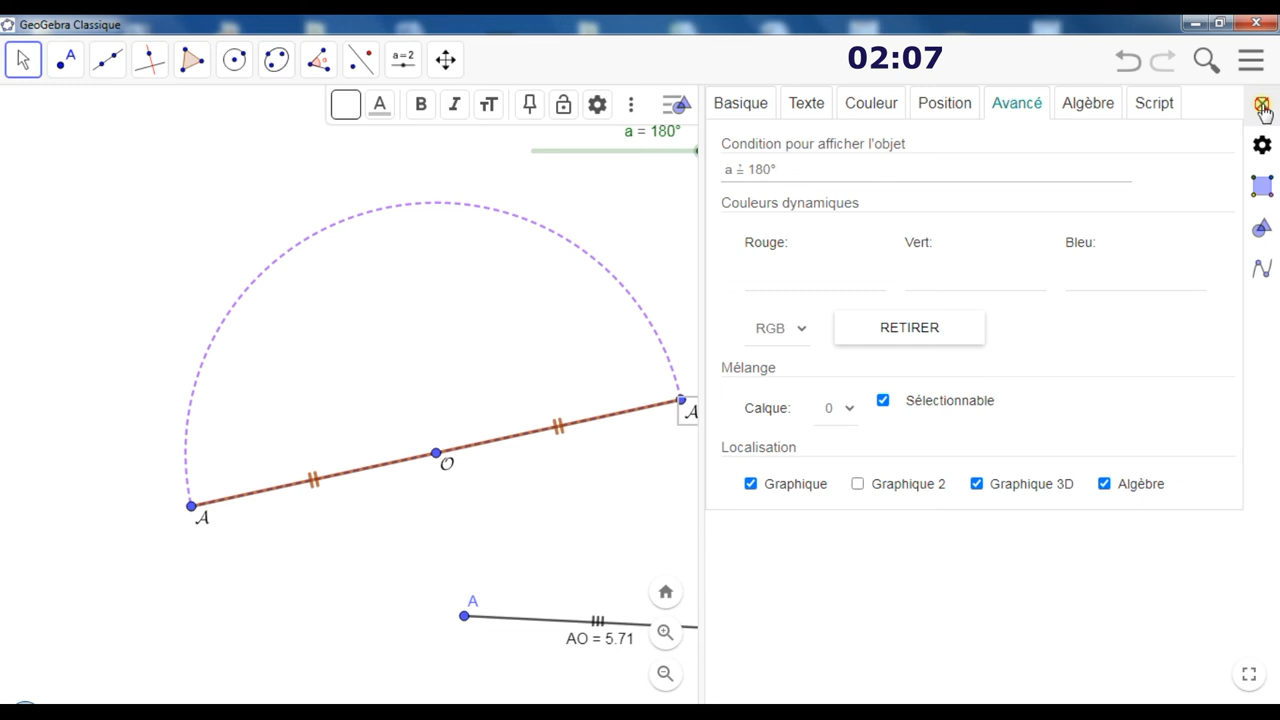 GeoGebra Classique
A
a=2
02:07
A B I тT
Basique Texte Couleur Position Avancé Algèbre Script
a = 180°
Condition pour afficher l'objet
a ≟ 180°
Couleurs dynamiques
Rouge: Vert: Bleu:
RGB RETIRER
Mélange
Calque: 0 Sélectionnable
Localisation
Graphique Graphique 2 Graphique 3D Algèbre
A
O
A
A
AO = 5.71